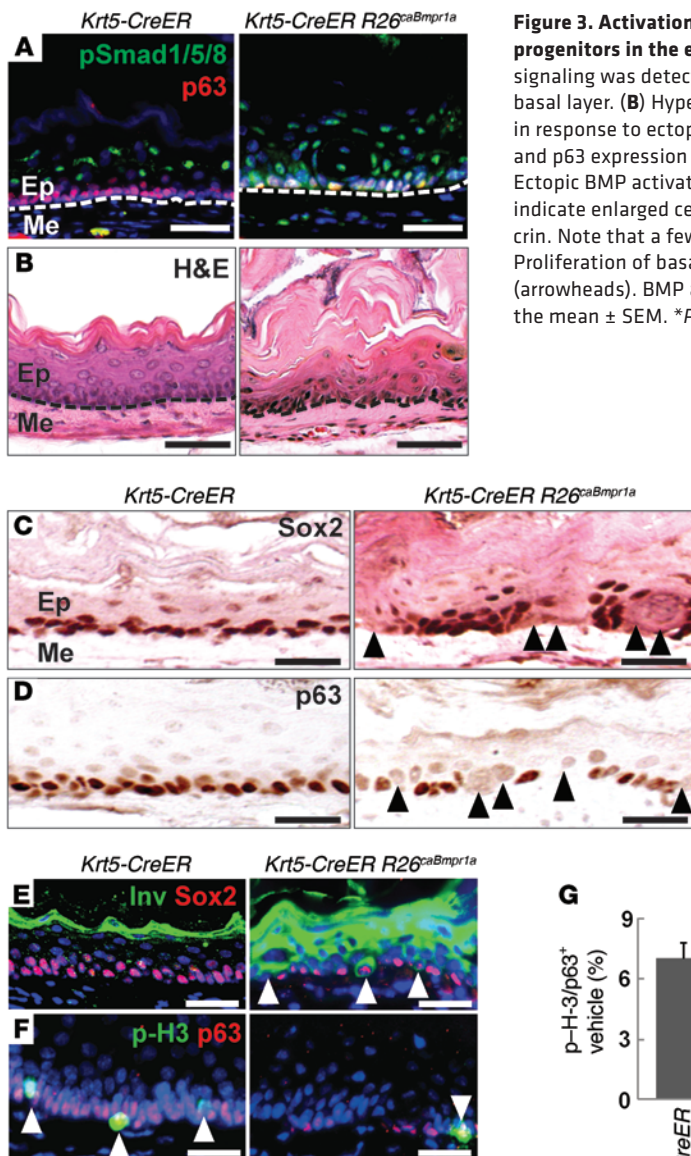 Krt5-CreER Krt5-CreER R26caBmpr1a
A
pSmad1/5/8
p63
Ep
Me
B
H&E
Ep
Me
Figure 3. Activation
progenitors in the e
signaling was detec
basal layer. (B) Hype
in response to ectop
and p63 expression
Ectopic BMP activat
indicate enlarged ce
crin. Note that a few
Proliferation of basa
(arrowheads). BMP a
the mean ± SEM. *P
Krt5-CreER Krt5-CreER R26caBmpr1a
C
Sox2
Ep
Me
D
p63
Krt5-CreER Krt5-CreER R26caBmpr1a
E
Inv Sox2
F
p-H3 p63
G
p–H-3/p63+
vehicle (%)
9
6
3
0
reER